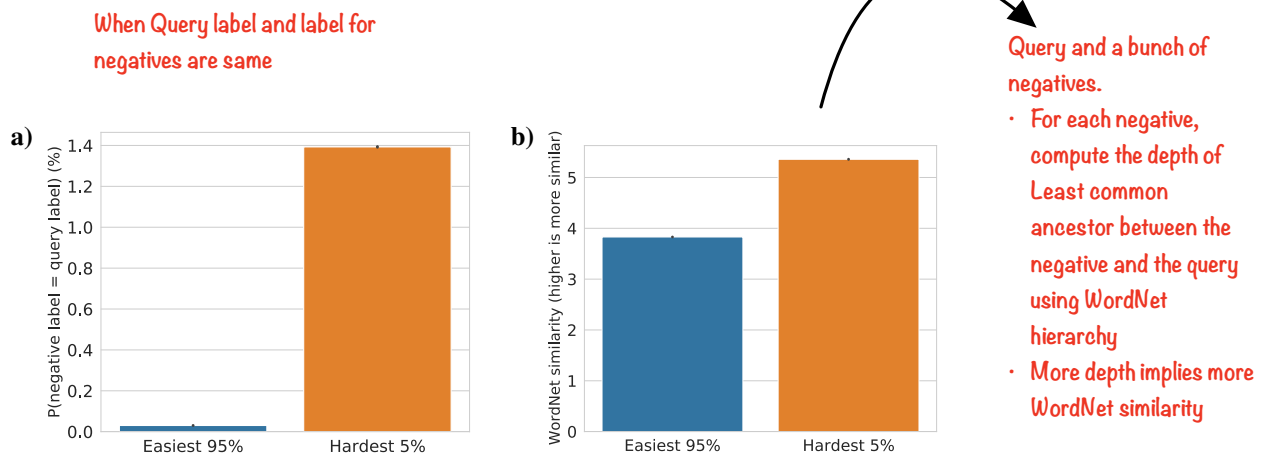 When Query label and label for
negatives are same
Query and a bunch of
negatives.
· For each negative,
compute the depth of
Least common
ancestor between the
negative and the query
using WordNet
hierarchy
· More depth implies more
WordNet similarity
a)
P(negative label = query label) (%)
1.4
1.2
1.0
0.8
0.6
0.4
0.2
0.0
Easiest 95%
Hardest 5%
b)
WordNet similarity (higher is more similar)
5
4
3
2
1
0
Easiest 95%
Hardest 5%